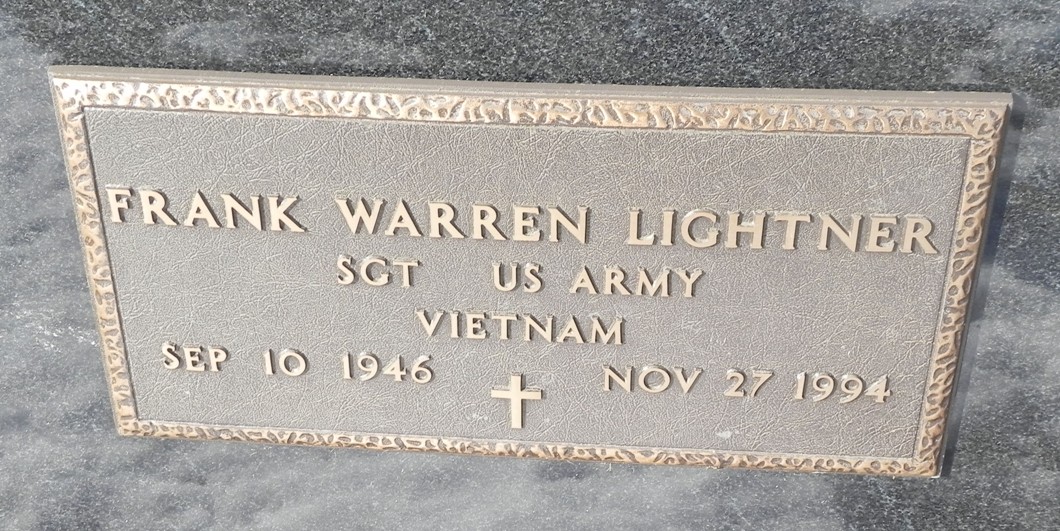 FRANK WARREN LIGHTNER
SGT US ARMY
VIETNAM
SEP 10 1946 NOV 27 1994